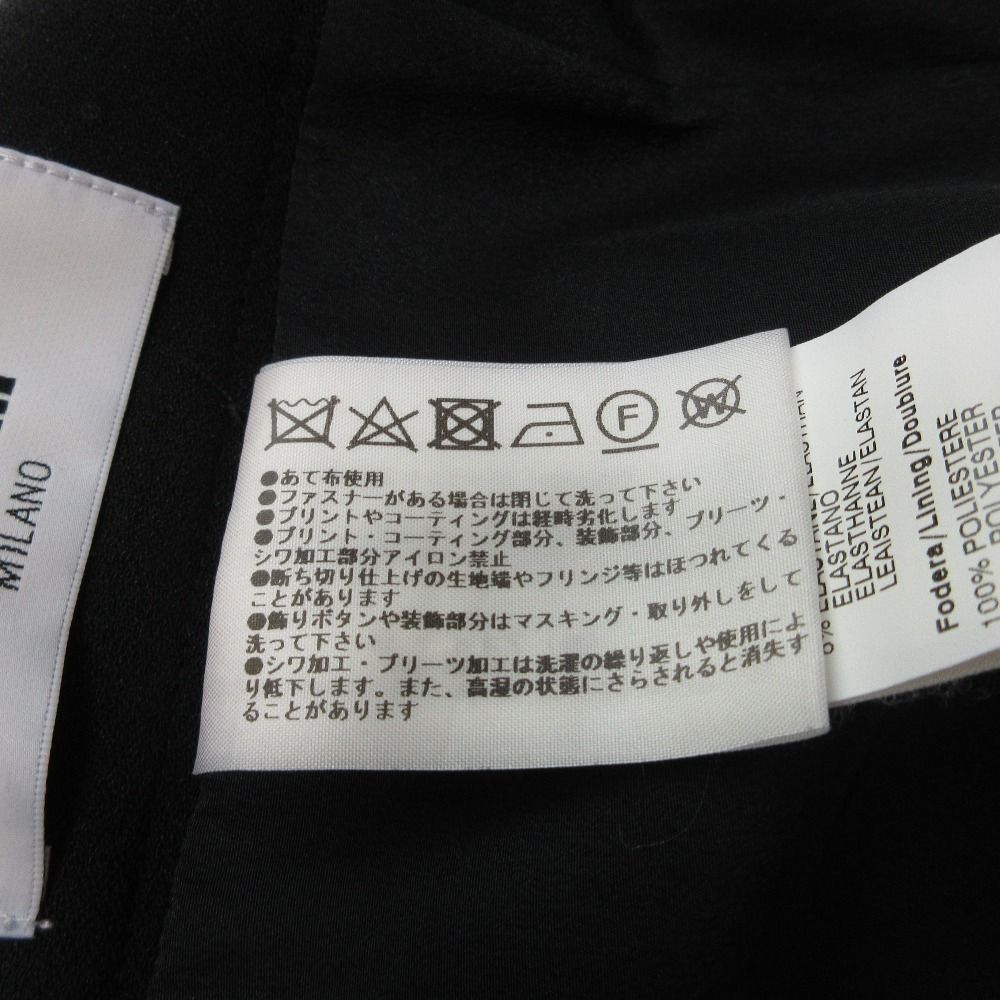 MILANO
F
W
●あて布使用
●ファスナーがある場合は閉じて洗って下さい
●プリントやコーティングは経時劣化します
●プリント・コーティング部分、装飾部分、プリーツ・
シワ加工部分アイロン禁止
●断ち切り仕上げの生地端やフリンジ等はほつれてくる
ことがあります
●飾りボタンや装飾部分はマスキング・取り外しをして
洗って下さい
●シワ加工・プリーツ加工は洗濯の繰り返しや使用によ
り低下します。また、高湿の状態にさらされると消失す
ることがあります
ELASTANO
ELASTHANNE
LEAISTEAN/ELASTAN
Fodera/Lining/Doublure
100% POLIESTERE